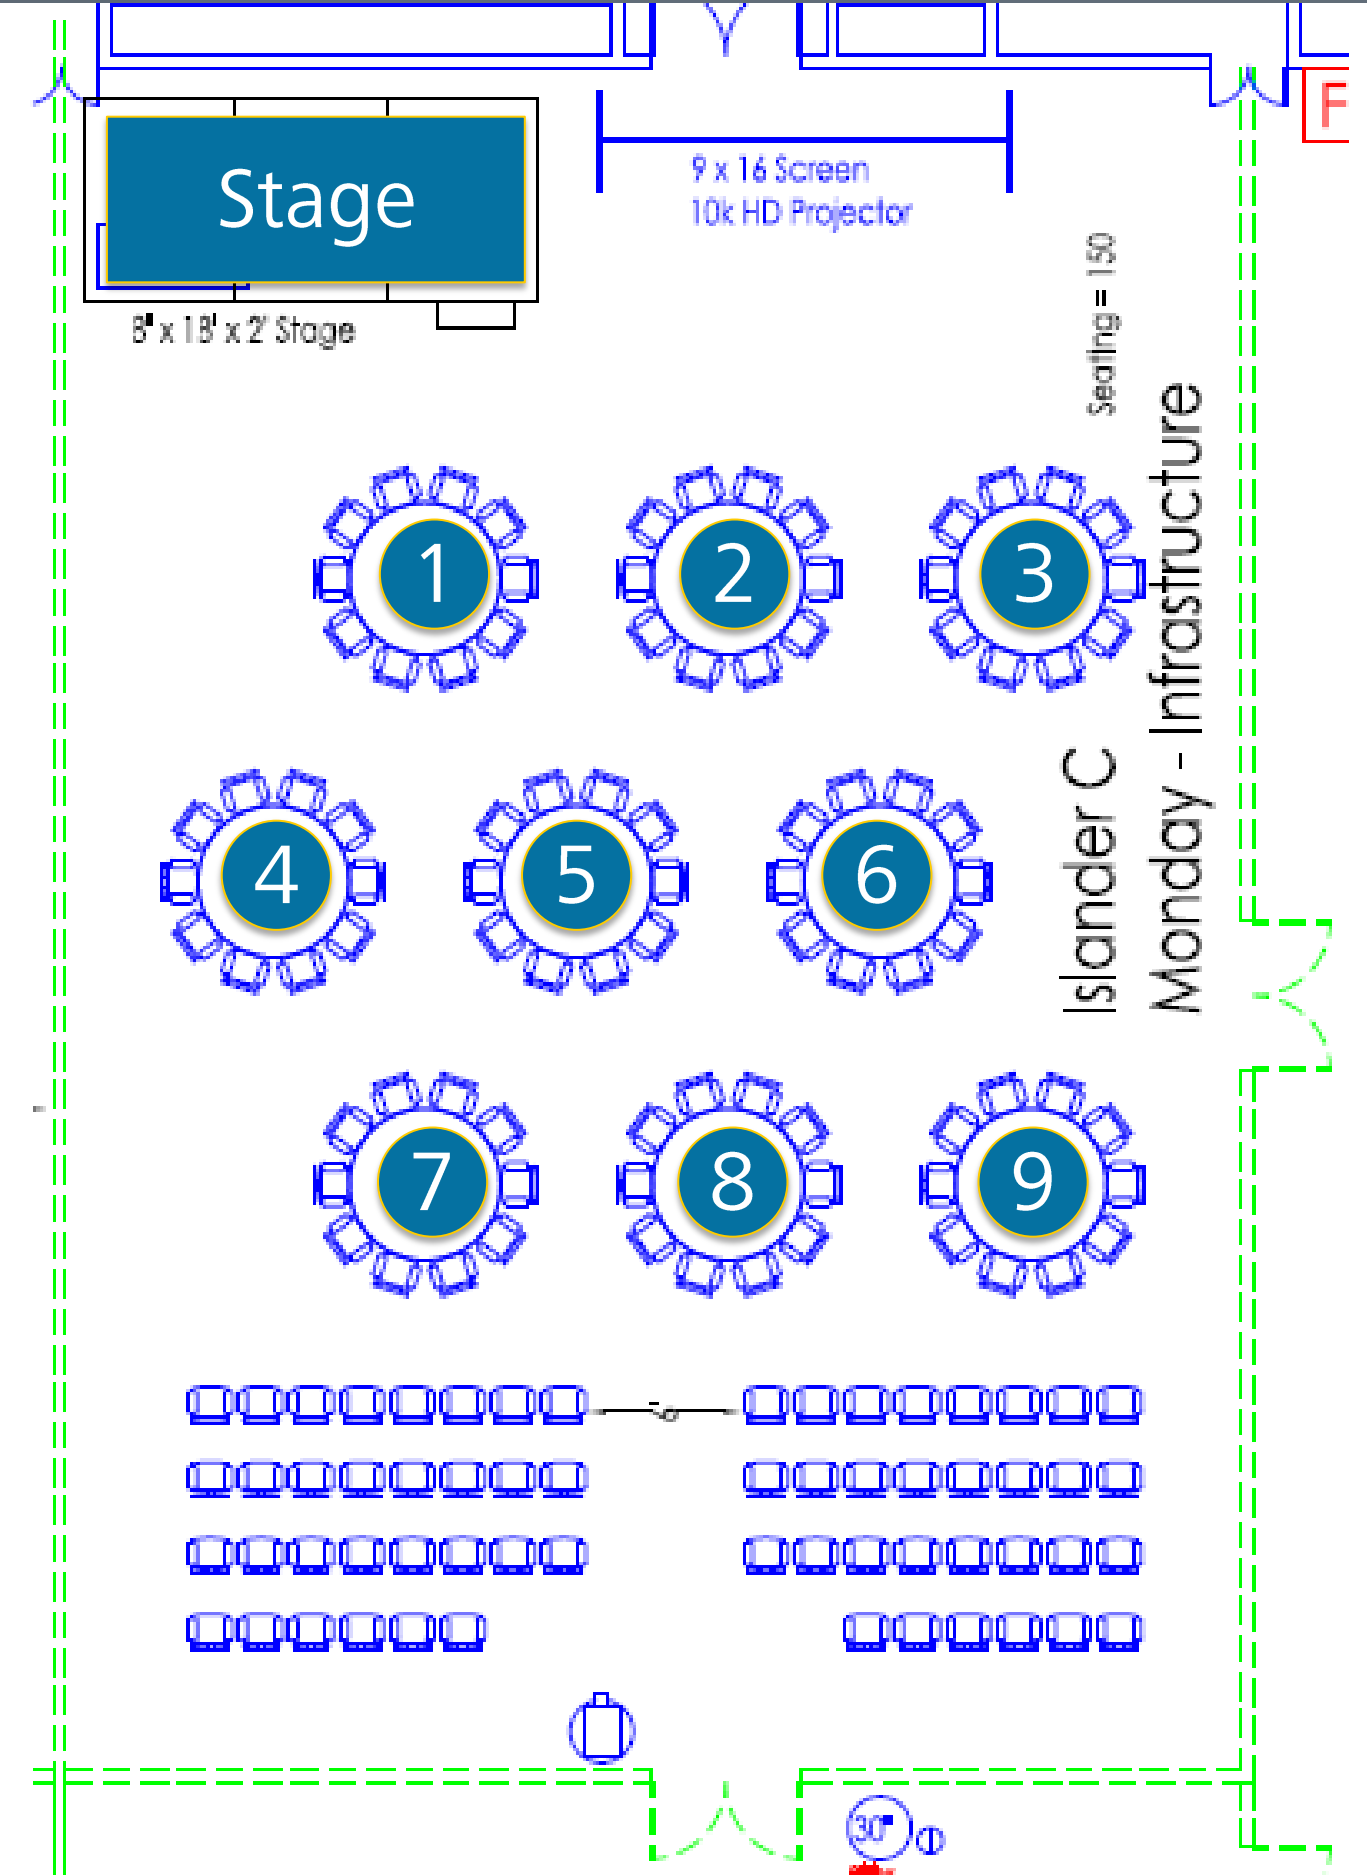 Stage
9 x 16 Screen
10k HD Projector
8" x 18' x 2' Stage
Seating = 150
Islander C
Monday - Infrastructure
1
2
3
4
5
6
7
8
9
30"
F